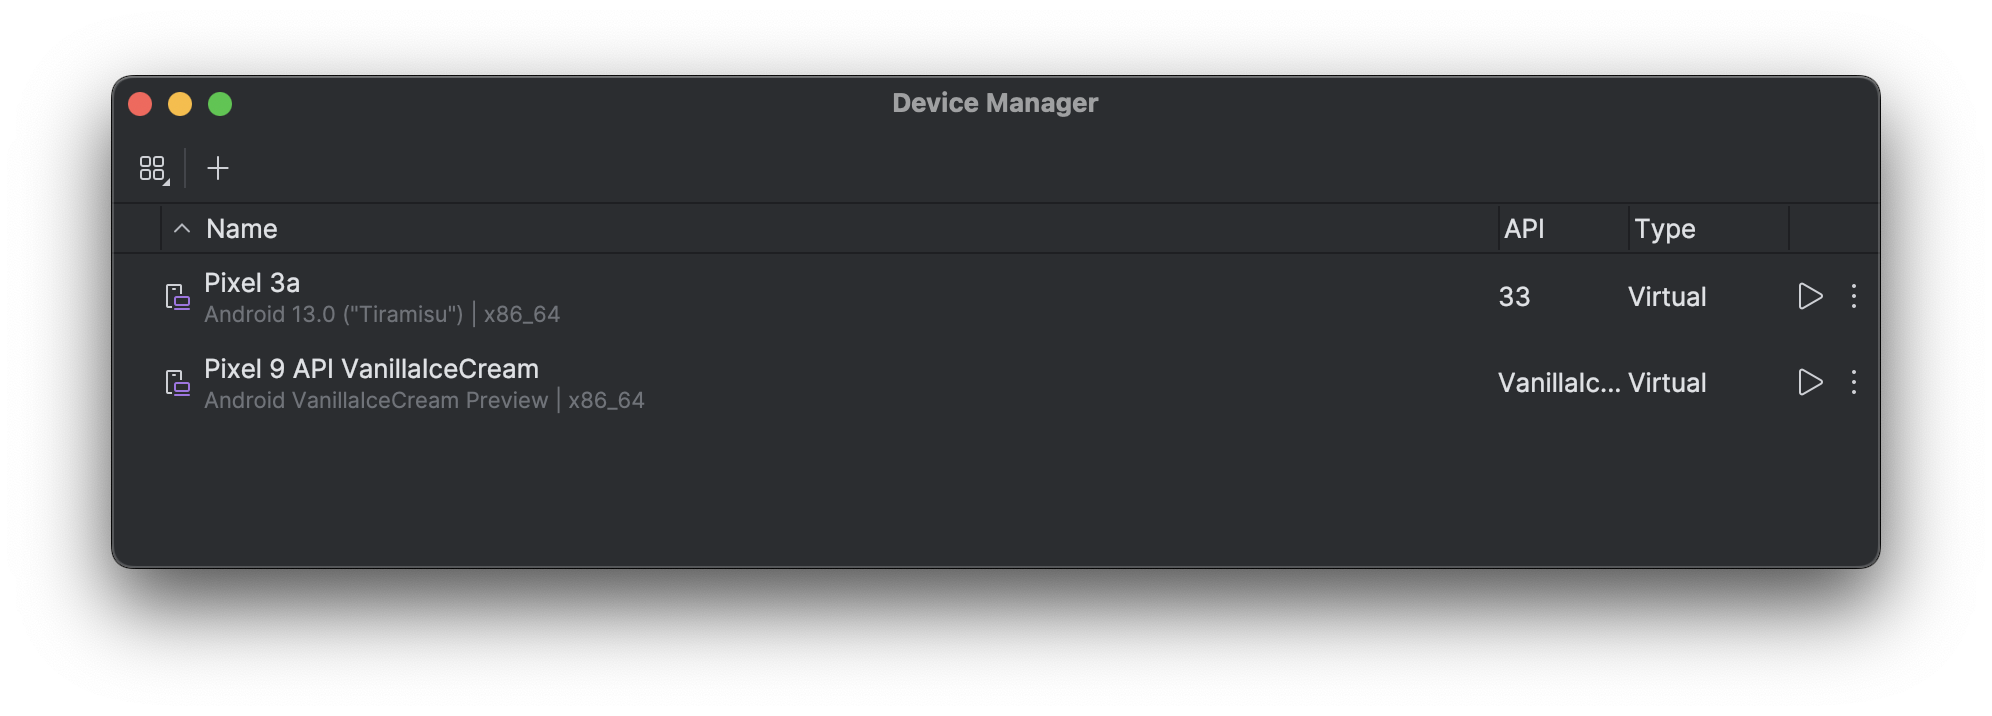 Device Manager
Name API Type
Pixel 3a
Android 13.0 ("Tiramisu") | x86_64
33 Virtual
Pixel 9 API VanillaIceCream
Android VanillaIceCream Preview | x86_64
VanillaIc... Virtual